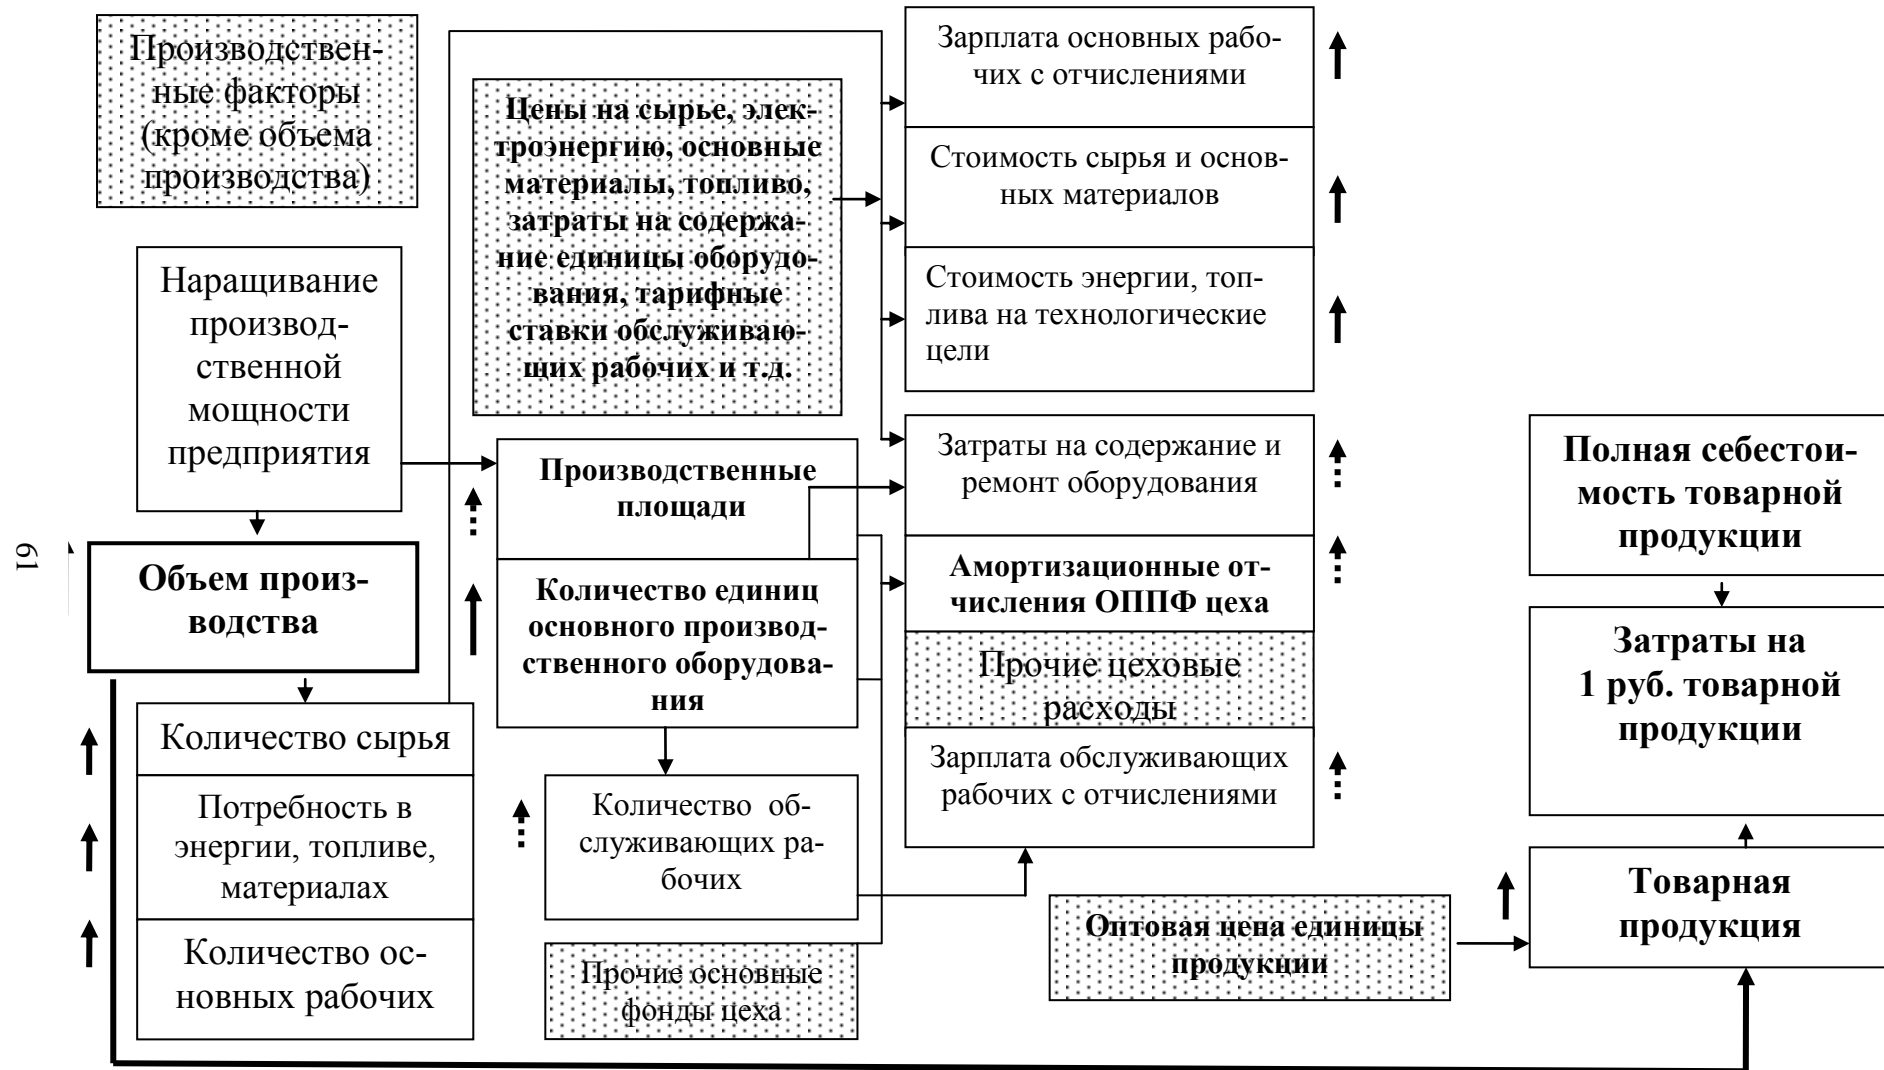 Производствен-
ные факторы
(кроме объема
производства)
Наращивание
производ-
ственной
мощности
предприятия
61
Объем произ-
водства
Количество сырья
Потребность в
энергии, топливе,
материалах
Количество ос-
новных рабочих
Цены на сырье, элек-
троэнергию, основные
материалы, топливо,
затраты на содержа-
ние единицы оборудо-
вания, тарифные
ставки обслуживаю-
щих рабочих и т.д.
Производственные
площади
Количество единиц
основного производ-
ственного оборудова-
ния
Количество об-
служивающих ра-
бочих
Прочие основные
фонды цеха
Зарплата основных рабо-
чих с отчислениями
Стоимость сырья и основ-
ных материалов
Стоимость энергии, топ-
лива на технологические
цели
Затраты на содержание и
ремонт оборудования
Амортизационные от-
числения ОППФ цеха
Прочие цеховые
расходы
Зарплата обслуживающих
рабочих с отчислениями
Оптовая цена единицы
продукции
Полная себестои-
мость товарной
продукции
Затраты на
1 руб. товарной
продукции
Товарная
продукция